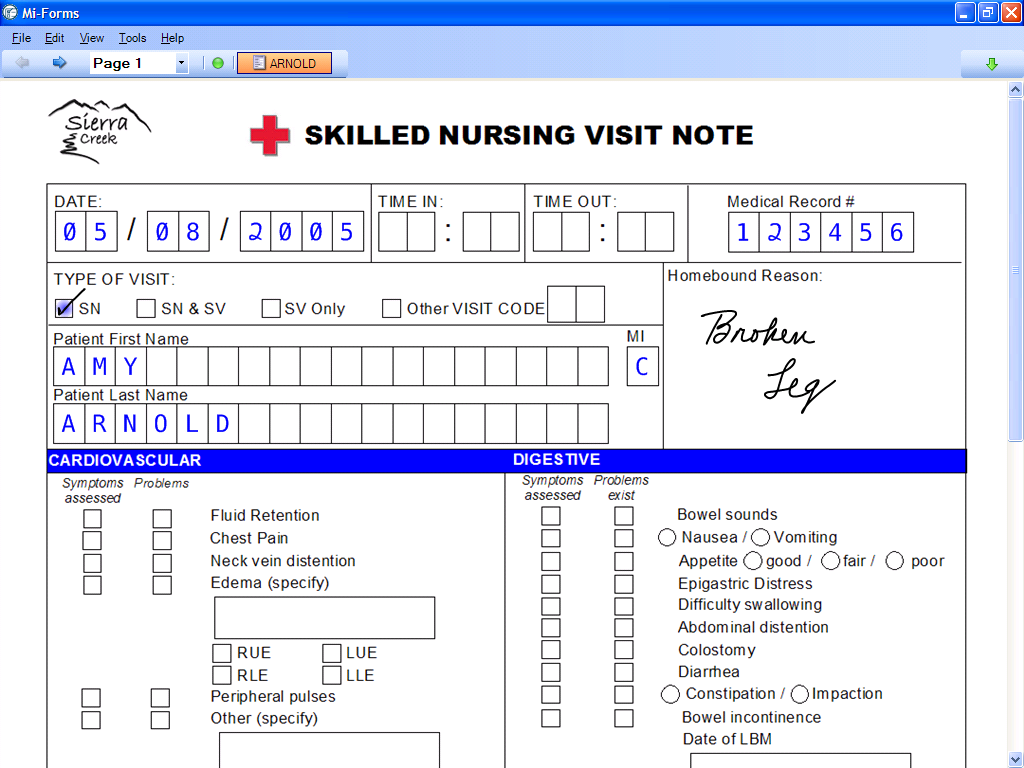 Mi-Forms
File Edit View Tools Help
Page 1 ARNOLD
Sierra
Creek
SKILLED NURSING VISIT NOTE
DATE: TIME IN: TIME OUT: Medical Record #
05 / 08 / 2005 : : 123456
TYPE OF VISIT: Homebound Reason:
SN SN & SV SV Only Other VISIT CODE
Broken
Leg
Patient First Name MI
AMY C
Patient Last Name
ARNOLD
CARDIOVASCULAR DIGESTIVE
Symptoms assessed Problems Symptoms assessed Problems exist
Fluid Retention Bowel sounds
Chest Pain Nausea / Vomiting
Neck vein distention Appetite good / fair / poor
Edema (specify) Epigastric Distress
Difficulty swallowing
Abdominal distention
RUE LUE Colostomy
RLE LLE Diarrhea
Peripheral pulses Constipation / Impaction
Other (specify) Bowel incontinence
Date of LBM